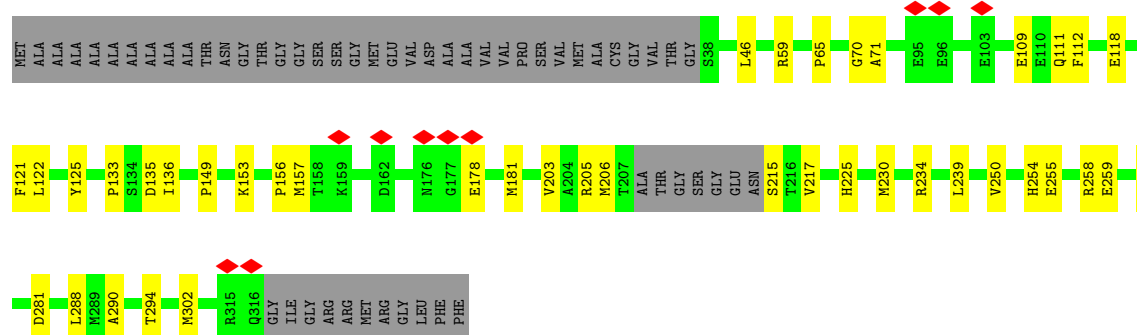 MET ALA ALA ALA ALA ALA ALA ALA ALA ALA THR ASN GLY THR GLY GLY SER SER GLY MET GLU VAL ASP ALA ALA VAL VAL PRO SER VAL MET ALA CYS GLY VAL THR GLY S38 L46 R59 P65 G70 A71 E95 E96 E103 E109 E110 Q111 F112 E118
F121 L122 Y125 P133 S134 D135 I136 P149 K153 P156 M157 T158 K159 D162 N176 G177 E178 M181 V203 A204 R205 M206 T207 ALA THR GLY SER GLY GLU ASN S215 T216 V217 H225 M230 R234 L239 V250 H254 E255 R258 E259
D281 L288 M289 A290 T294 M302 R315 Q316 GLY ILE GLY ARG ARG MET ARG GLY LEU PHE PHE